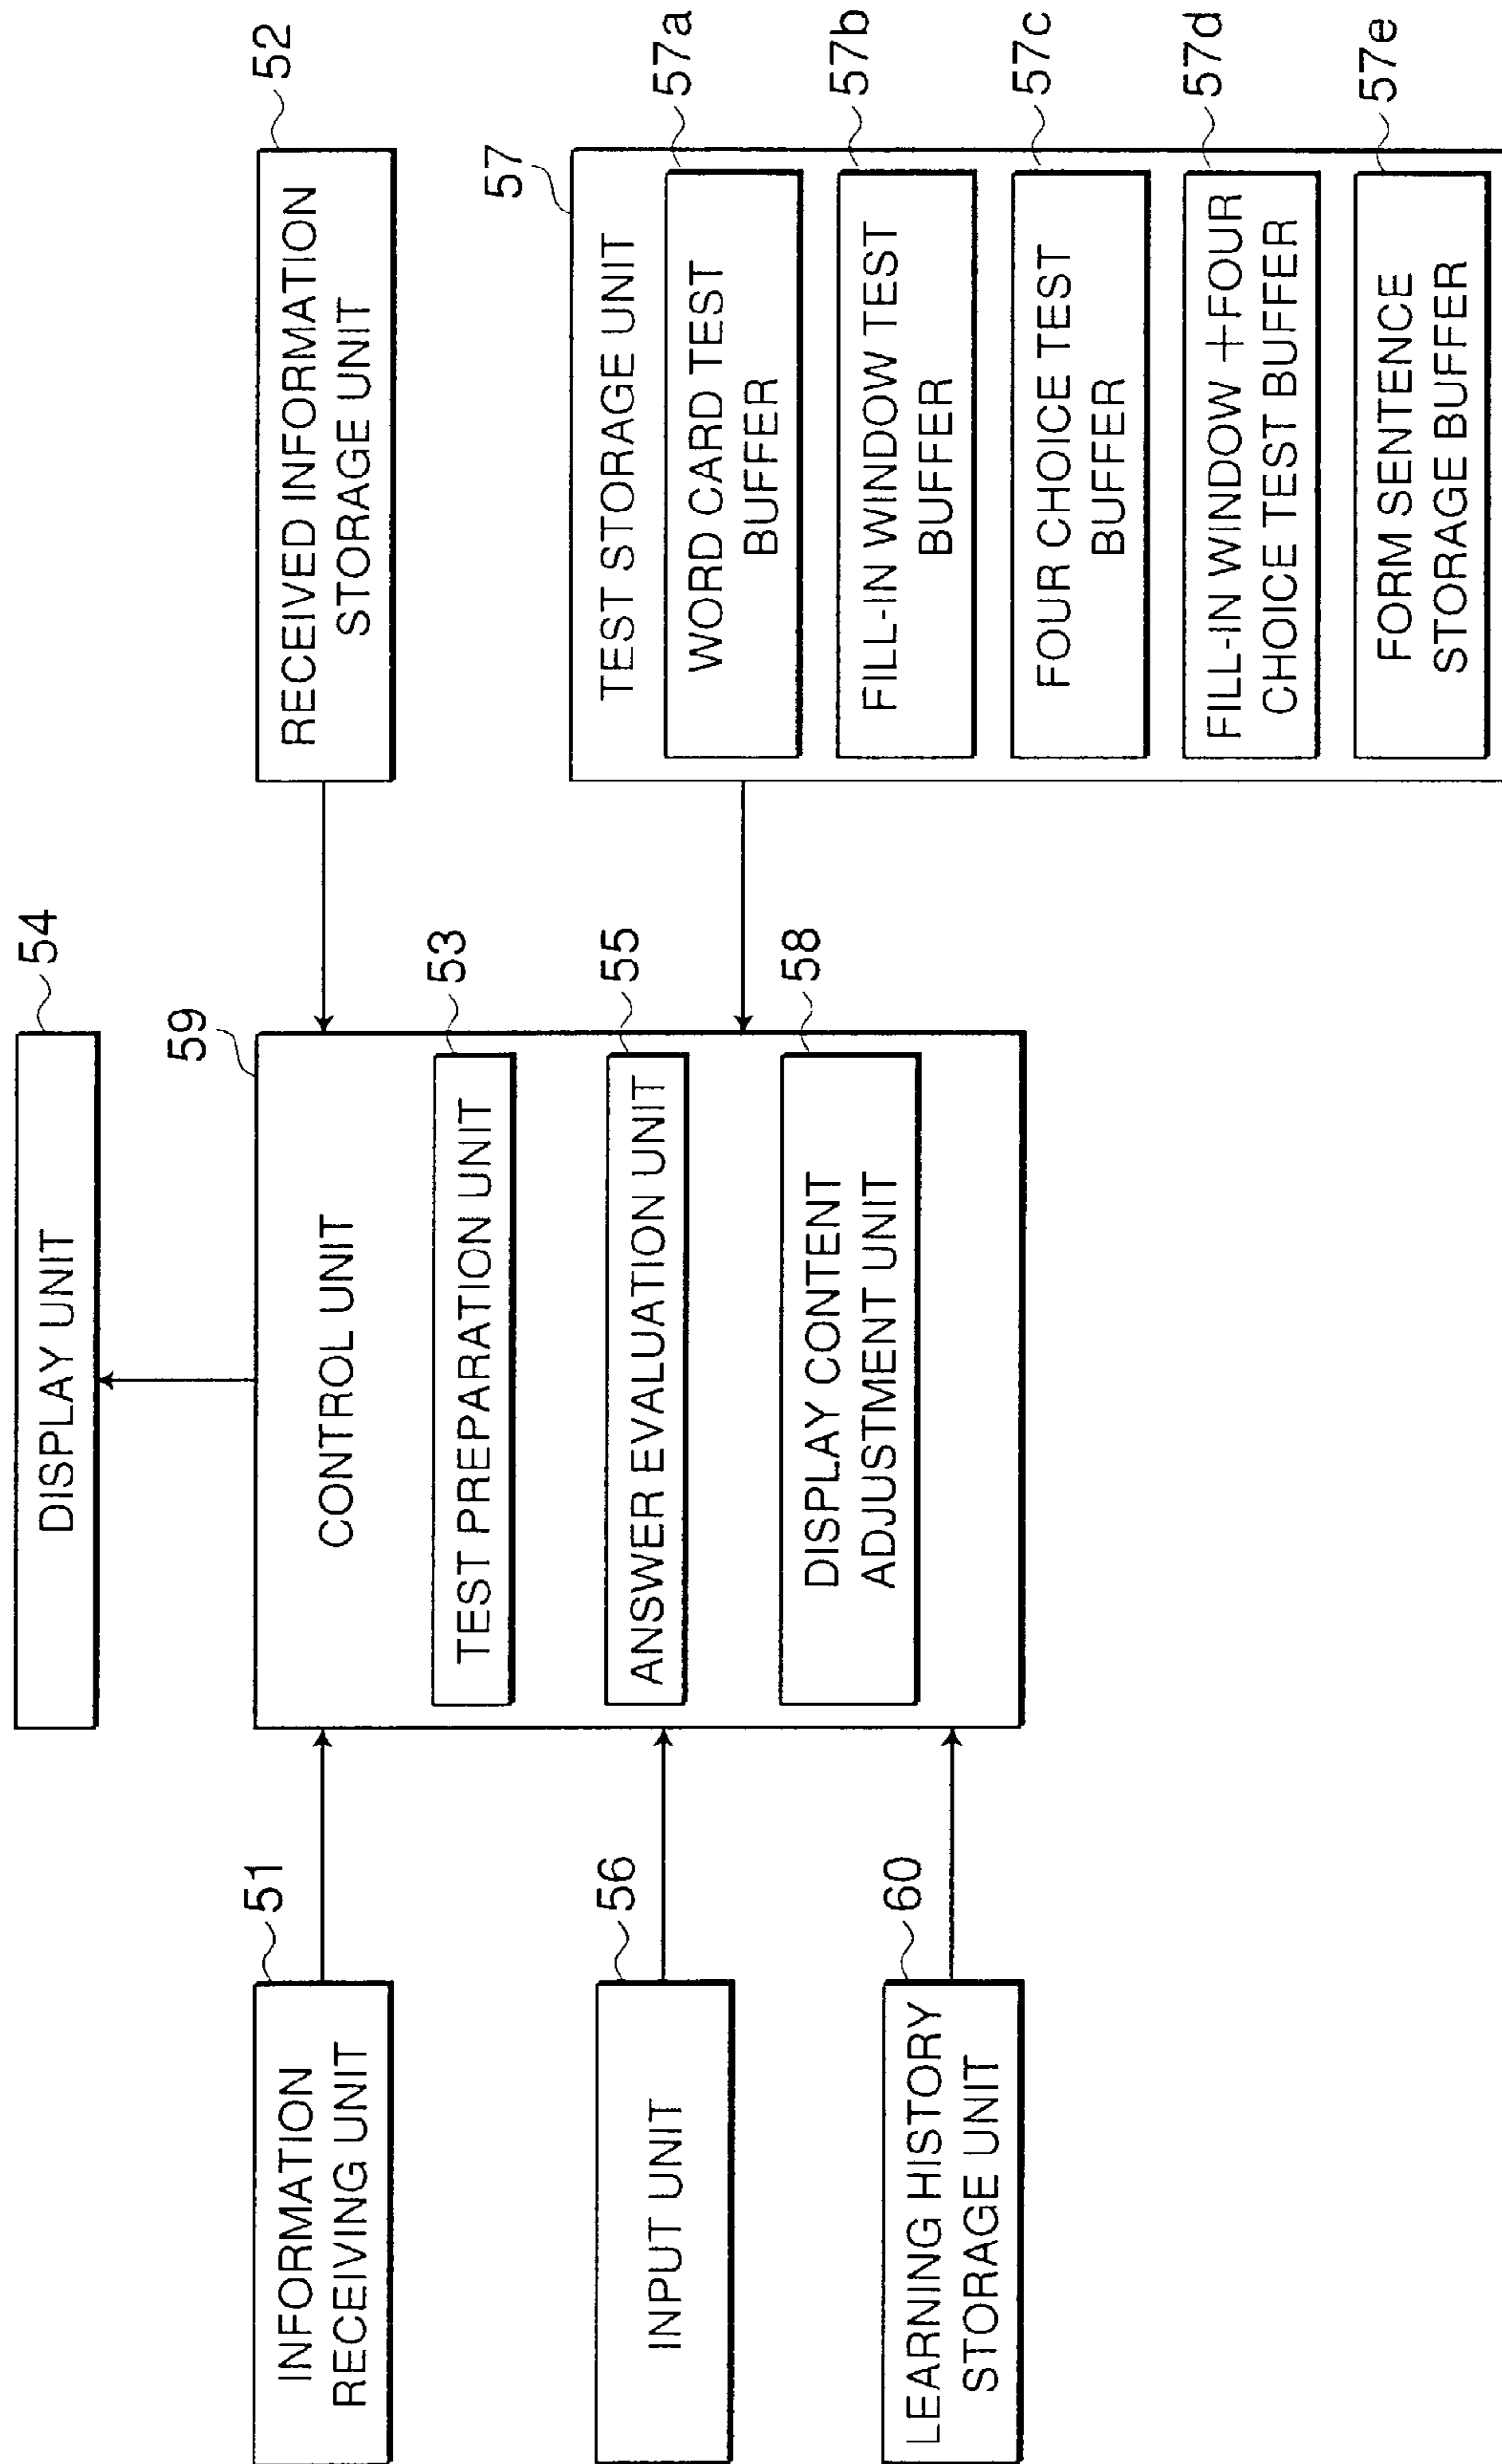 DISPLAY UNIT
54
59
CONTROL UNIT
TEST PREPARATION UNIT
53
ANSWER EVALUATION UNIT
55
DISPLAY CONTENT
ADJUSTMENT UNIT
58
INFORMATION
RECEIVING UNIT
51
INPUT UNIT
56
LEARNING HISTORY
STORAGE UNIT
60
RECEIVED INFORMATION
STORAGE UNIT
52
57
TEST STORAGE UNIT
WORD CARD TEST
BUFFER
57a
FILL-IN WINDOW TEST
BUFFER
57b
FOUR CHOICE TEST
BUFFER
57c
FILL-IN WINDOW +FOUR
CHOICE TEST BUFFER
57d
FORM SENTENCE
STORAGE BUFFER
57e